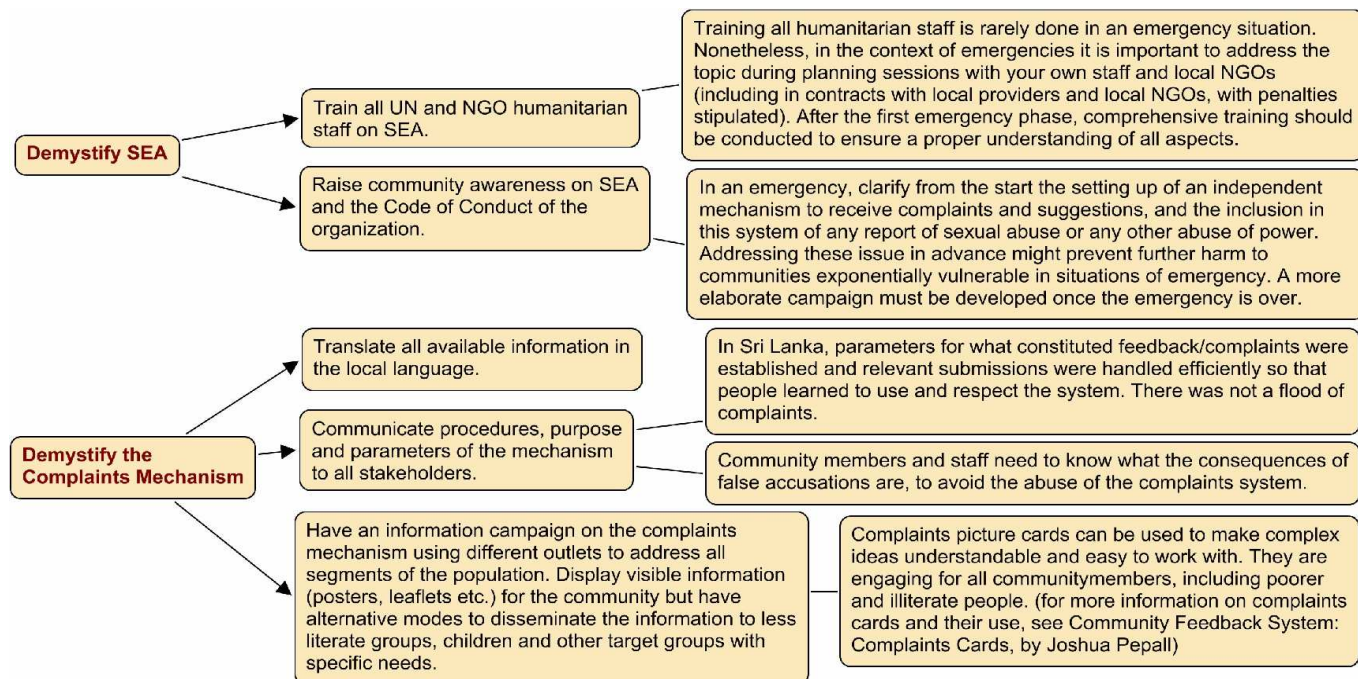 Demystify SEA
Train all UN and NGO humanitarian
staff on SEA.
Training all humanitarian staff is rarely done in an emergency situation.
Nonetheless, in the context of emergencies it is important to address the
topic during planning sessions with your own staff and local NGOs
(including in contracts with local providers and local NGOs, with penalties
stipulated). After the first emergency phase, comprehensive training should
be conducted to ensure a proper understanding of all aspects.
Raise community awareness on SEA
and the Code of Conduct of the
organization.
In an emergency, clarify from the start the setting up of an independent
mechanism to receive complaints and suggestions, and the inclusion in
this system of any report of sexual abuse or any other abuse of power.
Addressing these issue in advance might prevent further harm to
communities exponentially vulnerable in situations of emergency. A more
elaborate campaign must be developed once the emergency is over.
Demystify the
Complaints Mechanism
Translate all available information in
the local language.
Communicate procedures, purpose
and parameters of the mechanism
to all stakeholders.
In Sri Lanka, parameters for what constituted feedback/complaints were
established and relevant submissions were handled efficiently so that
people learned to use and respect the system. There was not a flood of
complaints.
Community members and staff need to know what the consequences of
false accusations are, to avoid the abuse of the complaints system.
Have an information campaign on the complaints
mechanism using different outlets to address all
segments of the population. Display visible information
(posters, leaflets etc.) for the community but have
alternative modes to disseminate the information to less
literate groups, children and other target groups with
specific needs.
Complaints picture cards can be used to make complex
ideas understandable and easy to work with. They are
engaging for all communitymembers, including poorer
and illiterate people. (for more information on complaints
cards and their use, see Community Feedback System:
Complaints Cards, by Joshua Pepall)